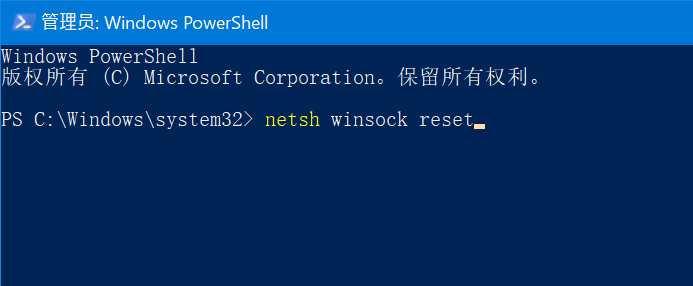 管理员: Windows PowerShell
Windows PowerShell
版权所有 (C) Microsoft Corporation。保留所有权利。
PS C:\Windows\system32> netsh winsock reset